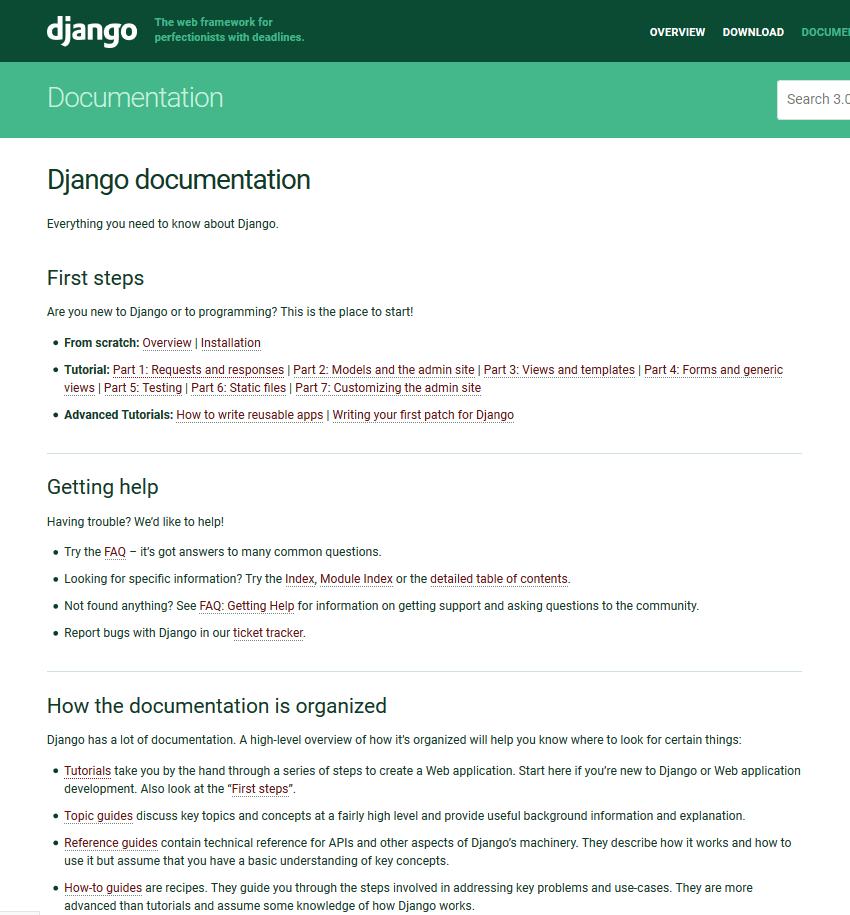 django
The web framework for
perfectionists with deadlines.
OVERVIEW DOWNLOAD DOCUME
Documentation
Search 3.0
Django documentation
Everything you need to know about Django.
First steps
Are you new to Django or to programming? This is the place to start!
• From scratch: Overview | Installation
• Tutorial: Part 1: Requests and responses | Part 2: Models and the admin site | Part 3: Views and templates | Part 4: Forms and generic
views | Part 5: Testing | Part 6: Static files | Part 7: Customizing the admin site
• Advanced Tutorials: How to write reusable apps | Writing your first patch for Django
Getting help
Having trouble? We’d like to help!
• Try the FAQ – it’s got answers to many common questions.
• Looking for specific information? Try the Index, Module Index or the detailed table of contents.
• Not found anything? See FAQ: Getting Help for information on getting support and asking questions to the community.
• Report bugs with Django in our ticket tracker.
How the documentation is organized
Django has a lot of documentation. A high-level overview of how it’s organized will help you know where to look for certain things:
• Tutorials take you by the hand through a series of steps to create a Web application. Start here if you’re new to Django or Web application
development. Also look at the “First steps”.
• Topic guides discuss key topics and concepts at a fairly high level and provide useful background information and explanation.
• Reference guides contain technical reference for APIs and other aspects of Django’s machinery. They describe how it works and how to
use it but assume that you have a basic understanding of key concepts.
• How-to guides are recipes. They guide you through the steps involved in addressing key problems and use-cases. They are more
advanced than tutorials and assume some knowledge of how Django works.